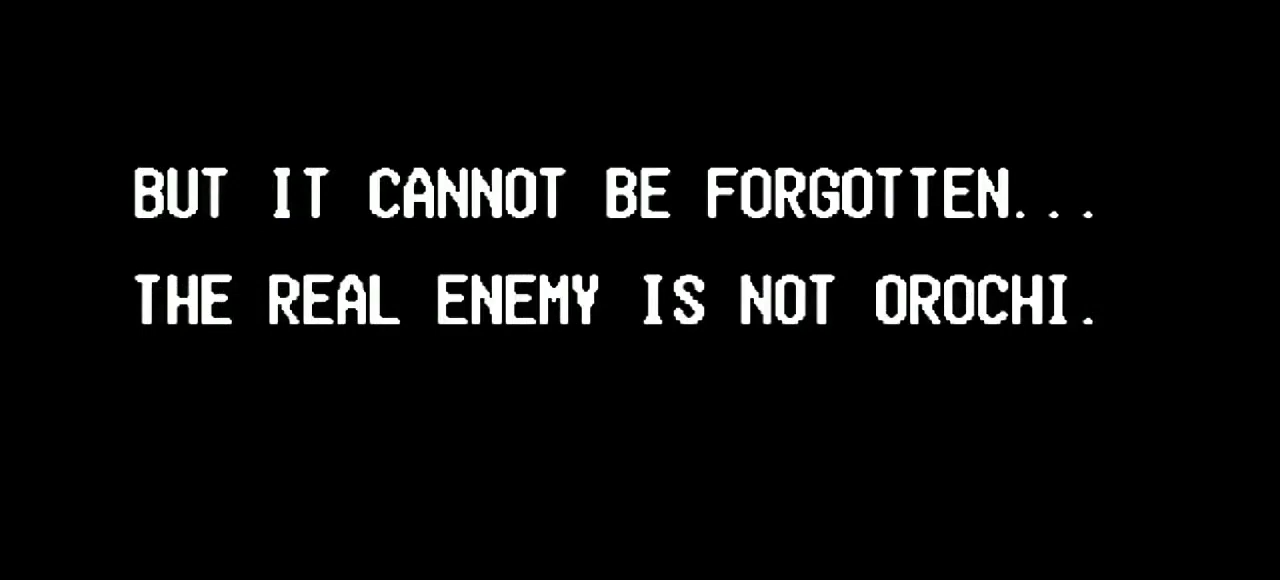 BUT IT CANNOT BE FORGOTTEN...
THE REAL ENEMY IS NOT OROCHI.